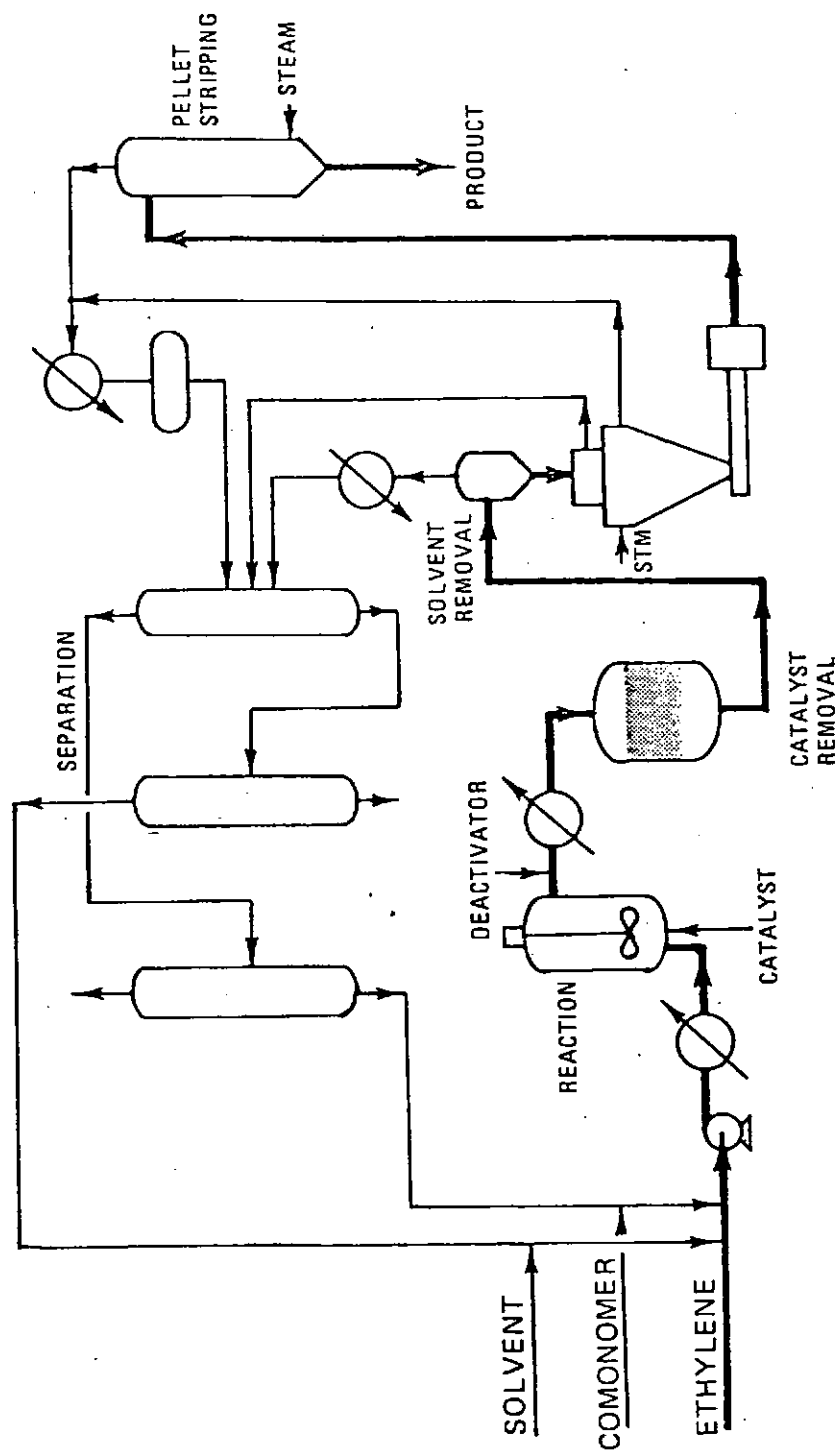 PELLET
STRIPPING
STEAM
PRODUCT
SEPARATION
SOLVENT
REMOVAL
STM
DEACTIVATOR
REACTION
CATALYST
CATALYST
REMOVAL
SOLVENT
COMONOMER
ETHYLENE